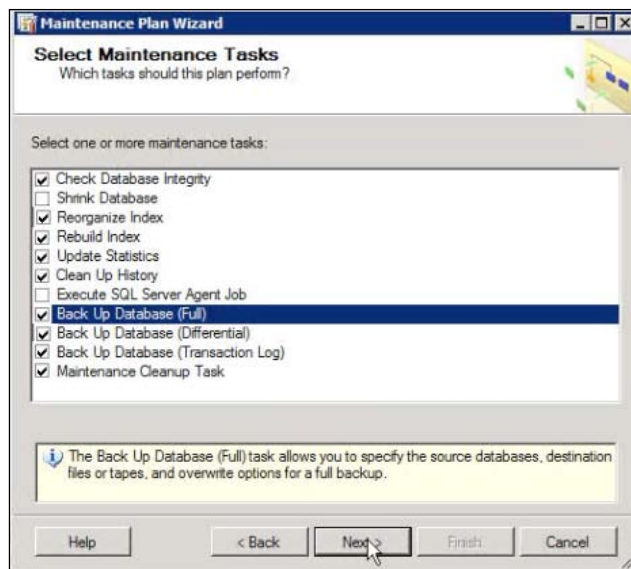 Maintenance Plan Wizard
Select Maintenance Tasks
Which tasks should this plan perform?
Select one or more maintenance tasks:
Check Database Integrity
Shrink Database
Reorganize Index
Rebuild Index
Update Statistics
Clean Up History
Execute SQL Server Agent Job
Back Up Database (Full)
Back Up Database (Differential)
Back Up Database (Transaction Log)
Maintenance Cleanup Task
The Back Up Database (Full) task allows you to specify the source databases, destination
files or tapes, and overwrite options for a full backup.
Help < Back Next > Finish Cancel